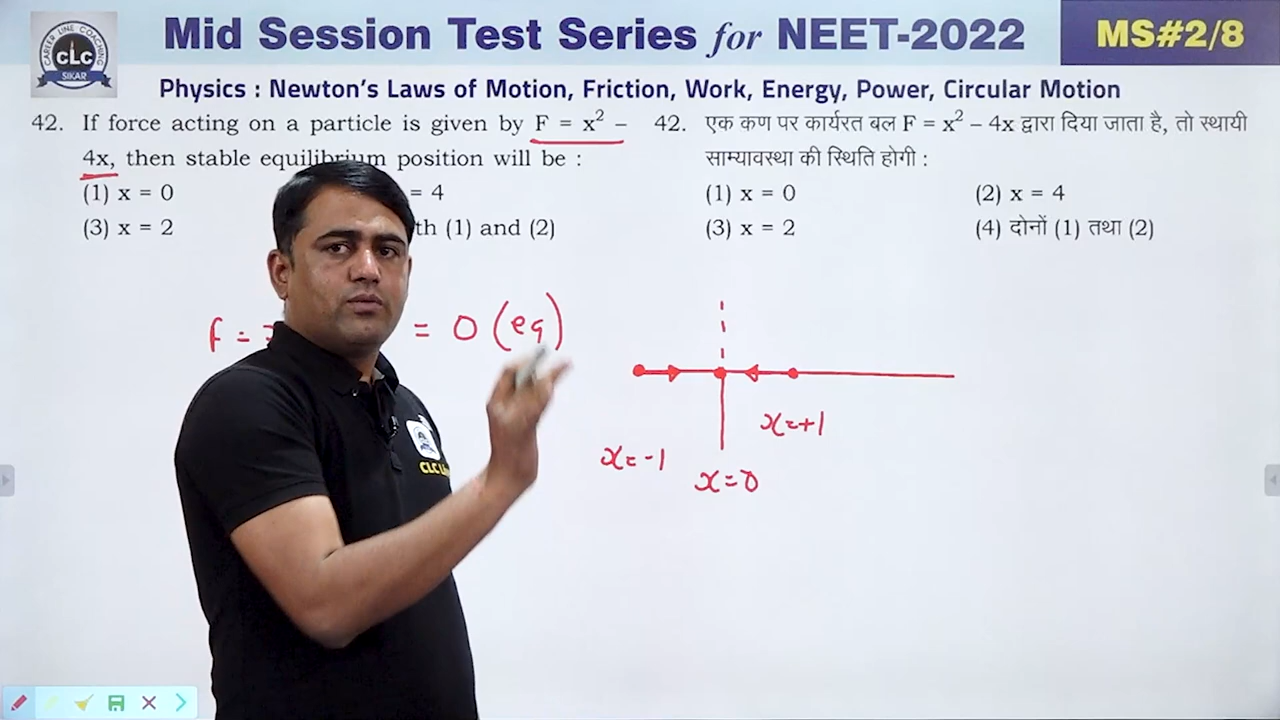 Mid Session Test Series for NEET-2022
MS#2/8
CAREER LINE COACHING
CLC
SIKAR
Physics : Newton's Laws of Motion, Friction, Work, Energy, Power, Circular Motion
42. If force acting on a particle is given by F = x² –
4x, then stable equilibrium position will be :
(1) x = 0
= 4
(3) x = 2
th (1) and (2)
42. एक कण पर कार्यरत बल F = x² – 4x द्वारा दिया जाता है, तो स्थायी
साम्यावस्था की स्थिति होगी :
(1) x = 0
(2) x = 4
(3) x = 2
(4) दोनों (1) तथा (2)
f =
= 0 (eq)
x=+1
x=-1
x=0
CLC